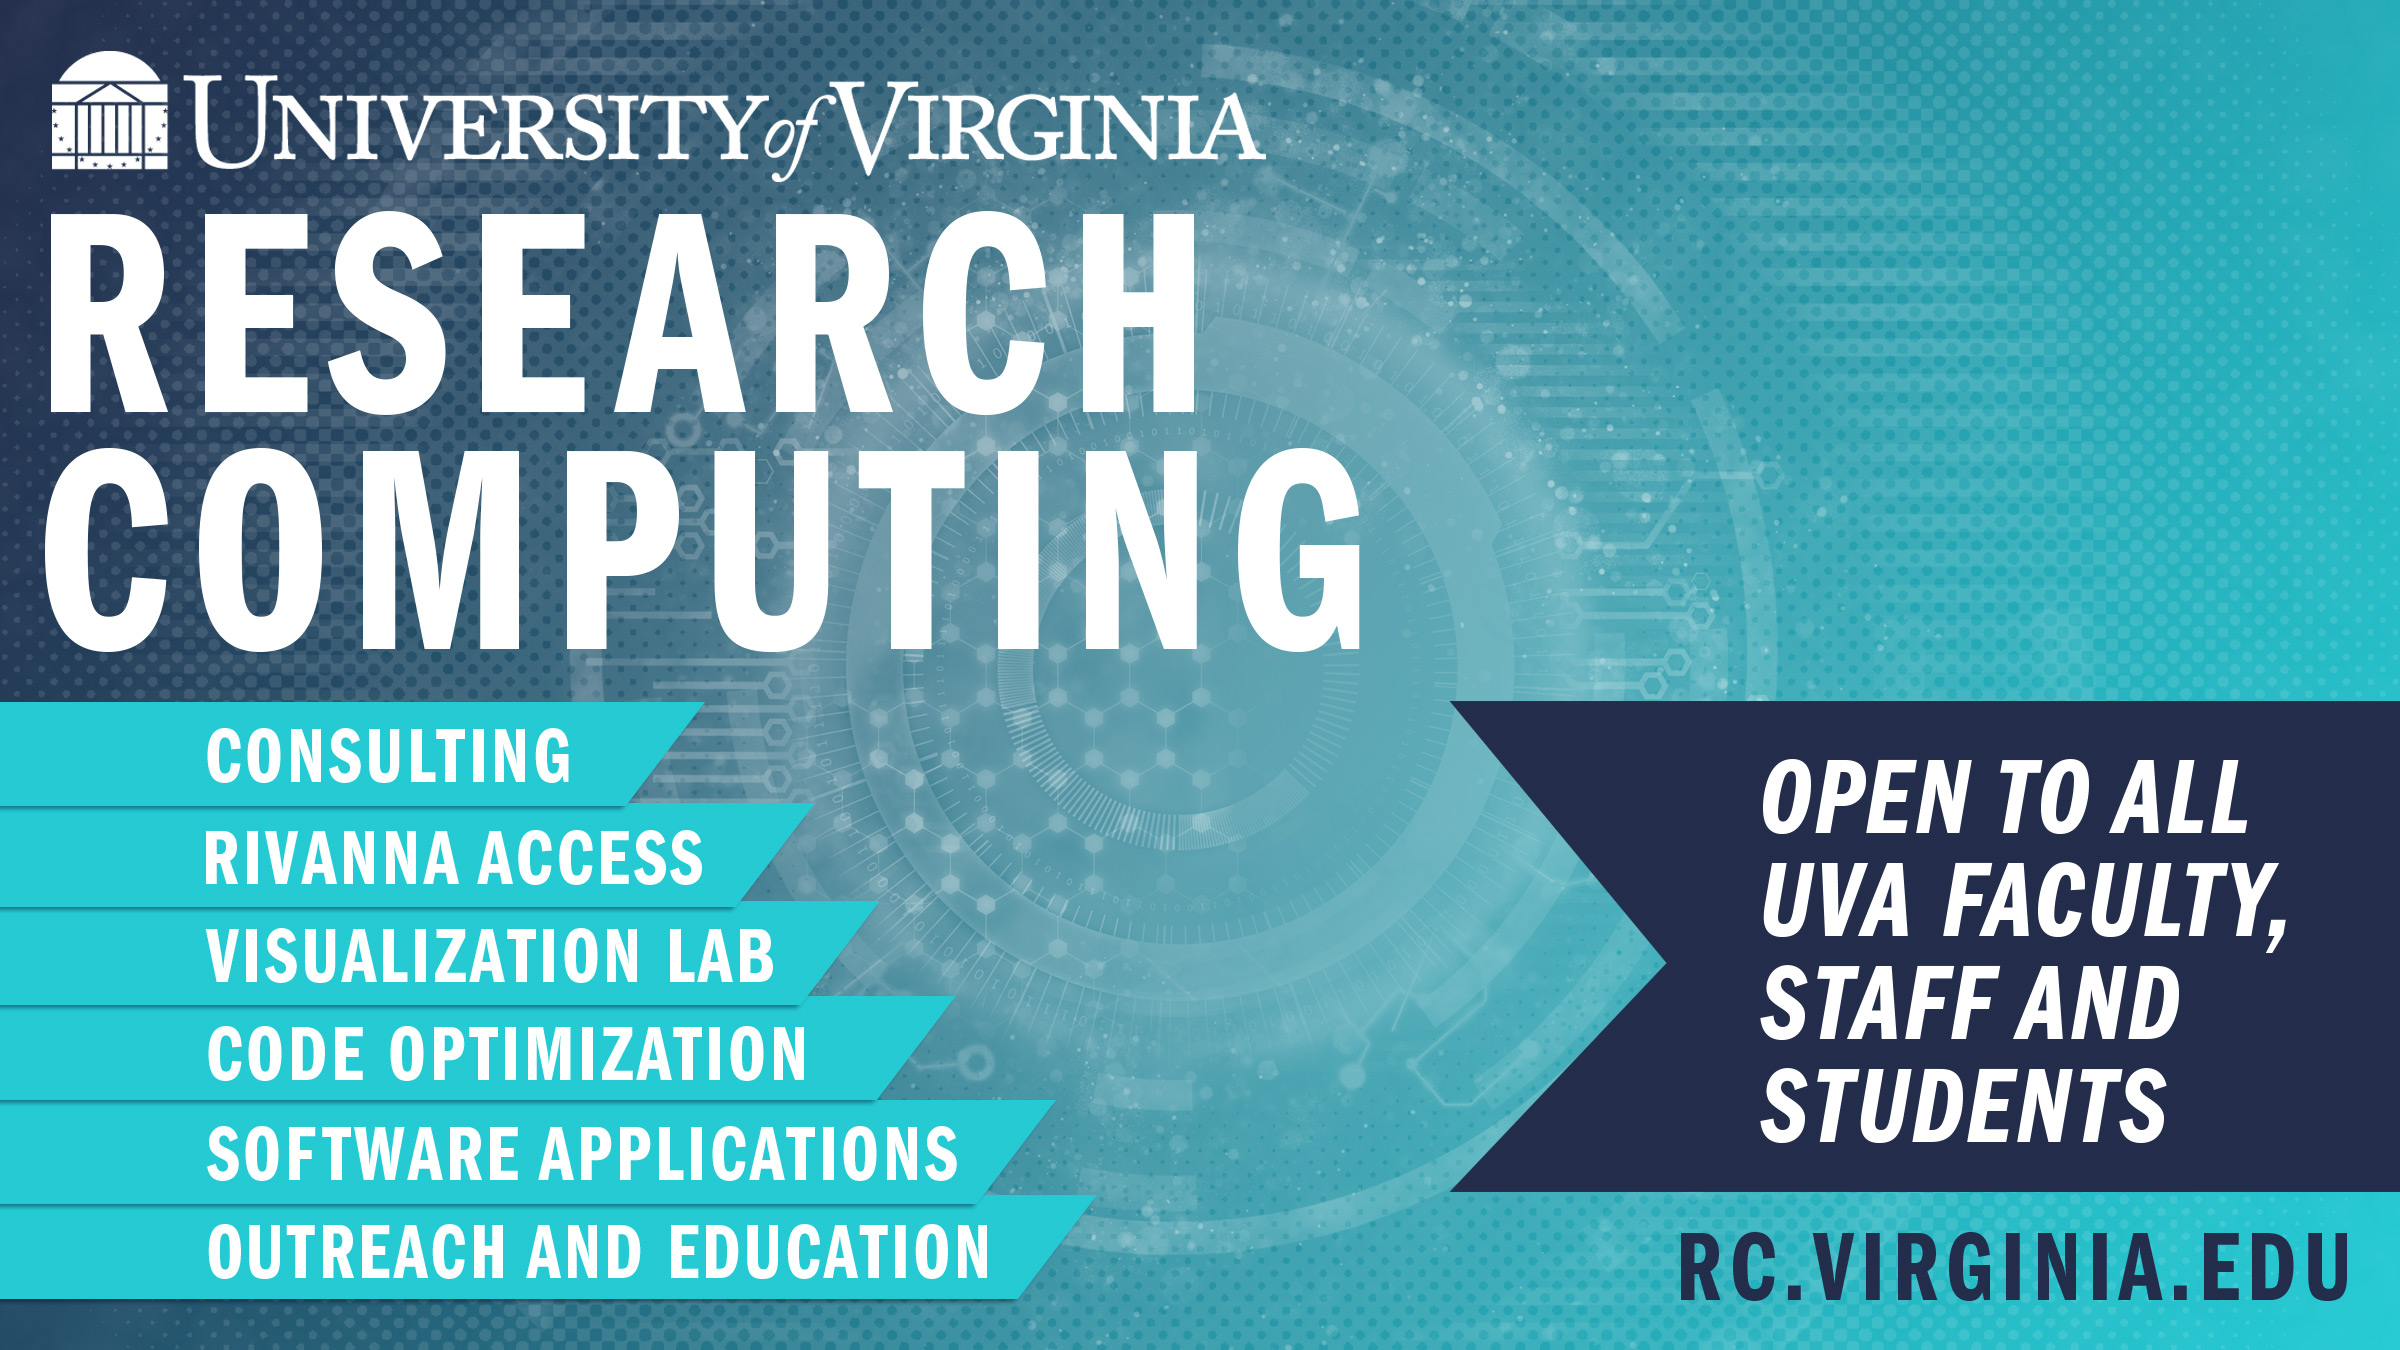 UNIVERSITY of VIRGINIA
RESEARCH
COMPUTING
CONSULTING
RIVANNA ACCESS
VISUALIZATION LAB
CODE OPTIMIZATION
SOFTWARE APPLICATIONS
OUTREACH AND EDUCATION
OPEN TO ALL
UVA FACULTY,
STAFF AND
STUDENTS
RC.VIRGINIA.EDU